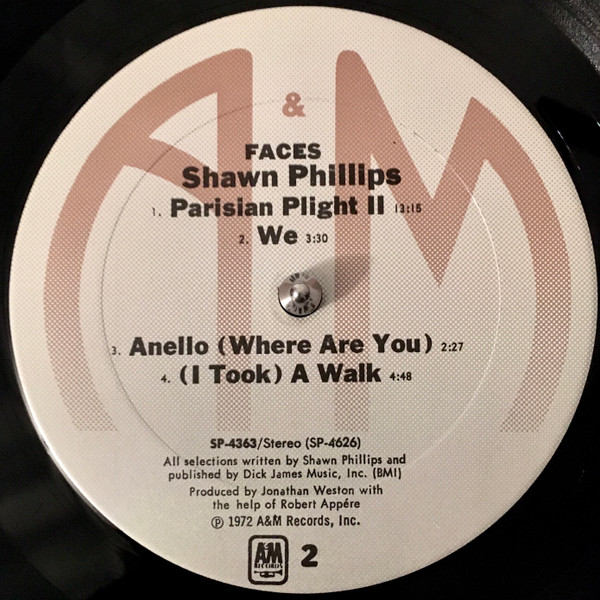 &
FACES
Shawn Phillips
1. Parisian Plight II 13:15
2. We 3:30
3. Anello (Where Are You) 2:27
4. (I Took) A Walk 4:48
SP-4363/Stereo (SP-4626)
All selections written by Shawn Phillips and
published by Dick James Music, Inc. (BMI)
Produced by Jonathan Weston with
the help of Robert Appére
℗ 1972 A&M Records, Inc.
A&M
RECORDS
2